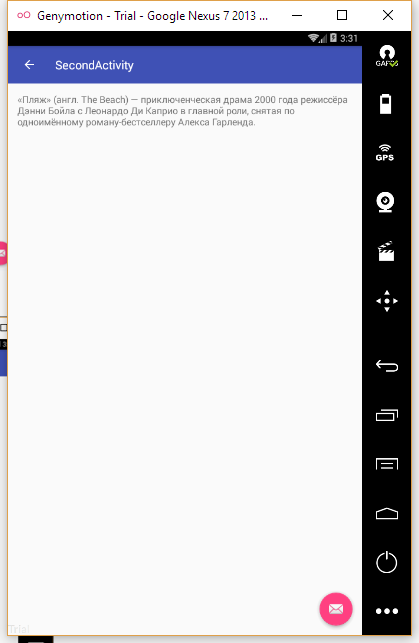 Genymotion - Trial - Google Nexus 7 2013 ...
3:31
SecondActivity
«Пляж» (англ. The Beach) — приключенческая драма 2000 года режиссёра
Дэнни Бойла с Леонардо Ди Каприо в главной роли, снятая по
одноимённому роману-бестселлеру Алекса Гарленда.
GAPPS
GPS
Trial